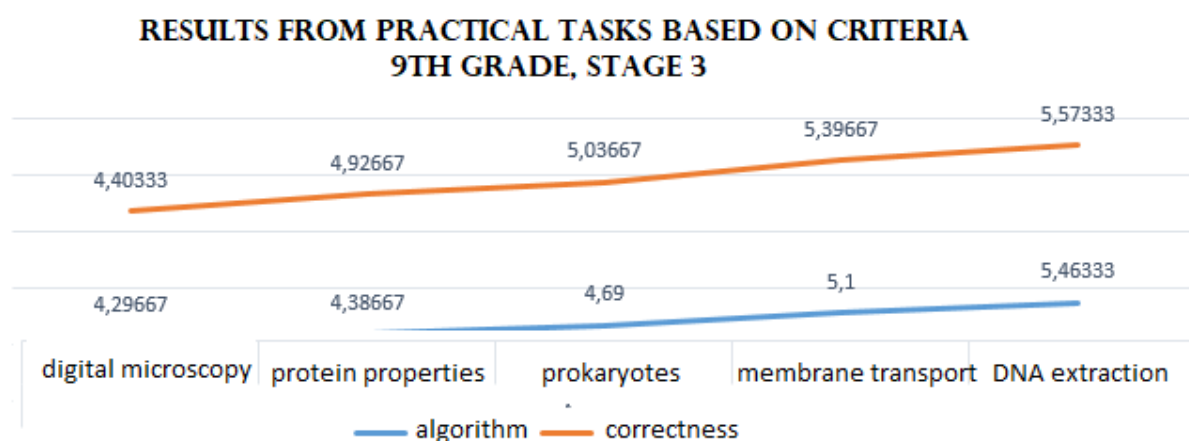 RESULTS FROM PRACTICAL TASKS BASED ON CRITERIA
9TH GRADE, STAGE 3
4,40333 4,92667 5,03667 5,39667 5,57333
4,29667 4,38667 4,69 5,1 5,46333
digital microscopy protein properties prokaryotes membrane transport DNA extraction
algorithm correctness